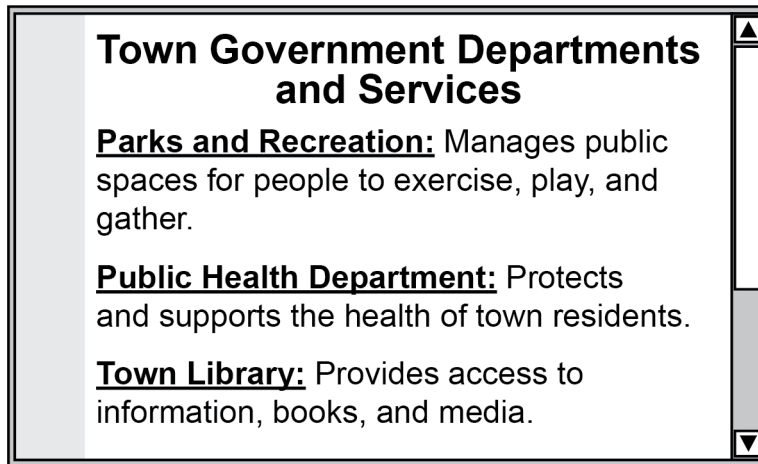 Town Government Departments
and Services
Parks and Recreation: Manages public
spaces for people to exercise, play, and
gather.
Public Health Department: Protects
and supports the health of town residents.
Town Library: Provides access to
information, books, and media.